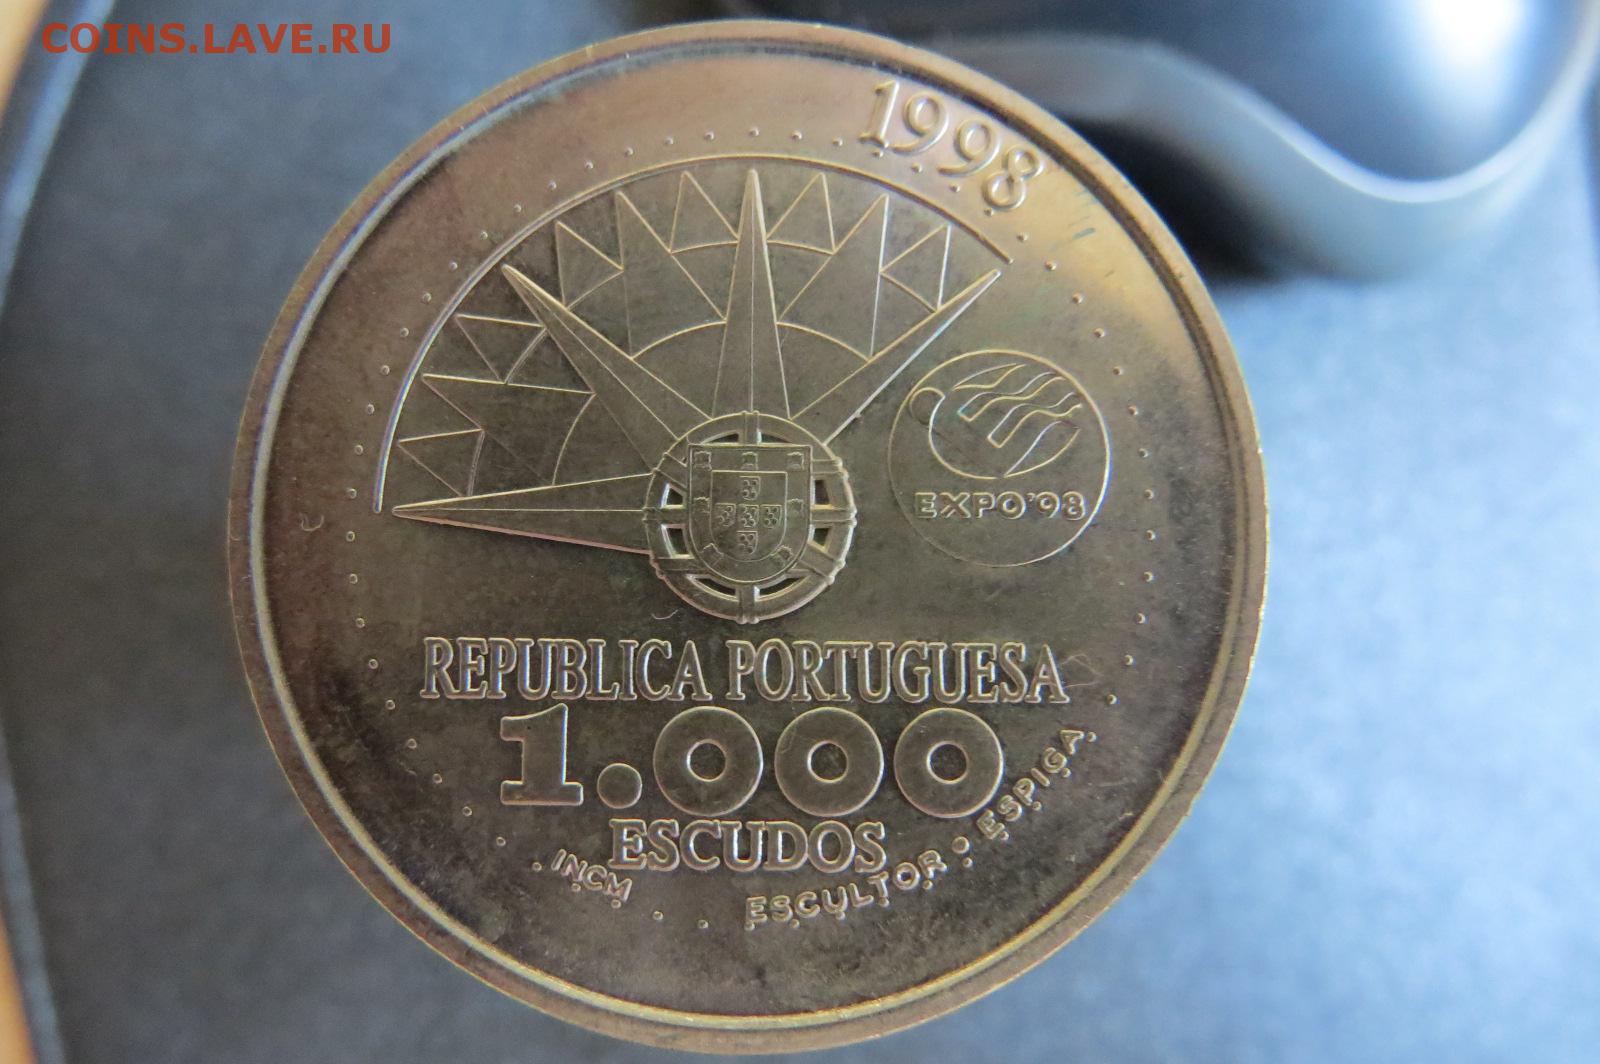 COINS.LAVE.RU
1998
EXPO'98
REPUBLICA PORTUGUESA
1.000
ESCUDOS
INCM
ESCULTOR · ESPIGA